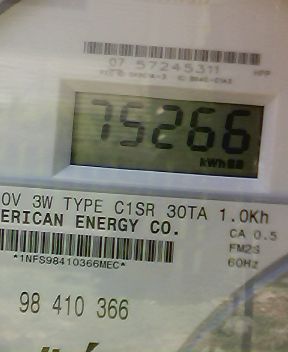 07 57245311 HPP
75266
kWh
0V 3W TYPE C1SR 30TA 1.0Kh
ERICAN ENERGY CO.
CA 0.5
FM2S
60Hz
*1NFS98410366MEC*
98 410 366